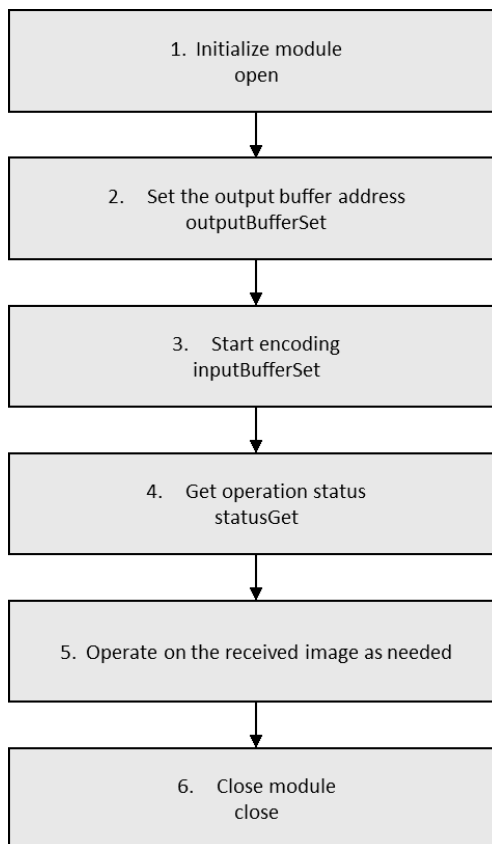 1. Initialize module
open
2. Set the output buffer address
outputBufferSet
3. Start encoding
inputBufferSet
4. Get operation status
statusGet
5. Operate on the received image as needed
6. Close module
close